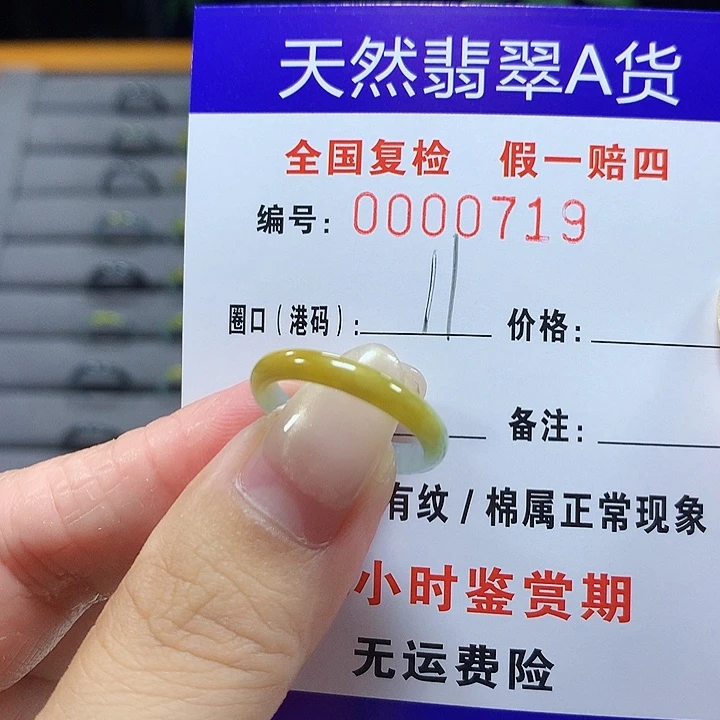 天然翡翠A货
全国复检 假一赔四
编号: 0000719
圈口(港码): 11 价格:
备注:
有纹/棉属正常现象
小时鉴赏期
无运费险